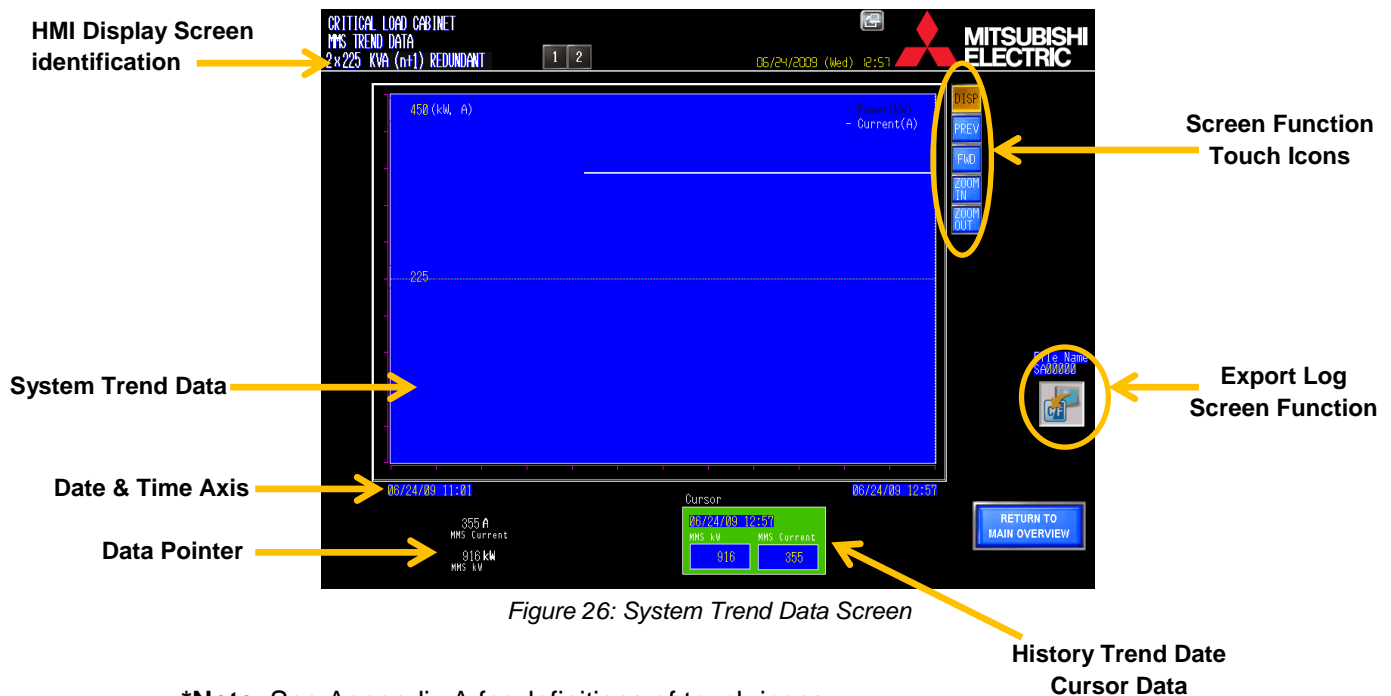 HMI Display Screen
identification
CRITICAL LOAD CABINET
MMS TREND DATA
2×225 KVA (n+1) REDUNDANT
1 2
06/24/2009 (Wed) 12:57
MITSUBISHI
ELECTRIC
450(kW, A)
- Power(kW)
- Current(A)
225
DISP
PREV
FWD
ZOOM
IN
ZOOM
OUT
Screen Function
Touch Icons
System Trend Data
File Name
SA00000
C/F
Export Log
Screen Function
Date & Time Axis
06/24/09 11:01
06/24/09 12:57
Data Pointer
355 A
MMS Current
916 kW
MMS kW
Cursor
06/24/09 12:57
MMS kW MMS Current
916 355
RETURN TO
MAIN OVERVIEW
Figure 26: System Trend Data Screen
History Trend Date
Cursor Data